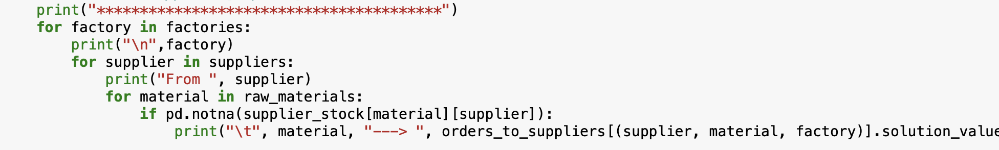 print("****************************************")
for factory in factories:
print("\n",factory)
for supplier in suppliers:
print("From ", supplier)
for material in raw_materials:
if pd.notna(supplier_stock[material][supplier]):
print("\t", material, "---> ", orders_to_suppliers[(supplier, material, factory)].solution_value